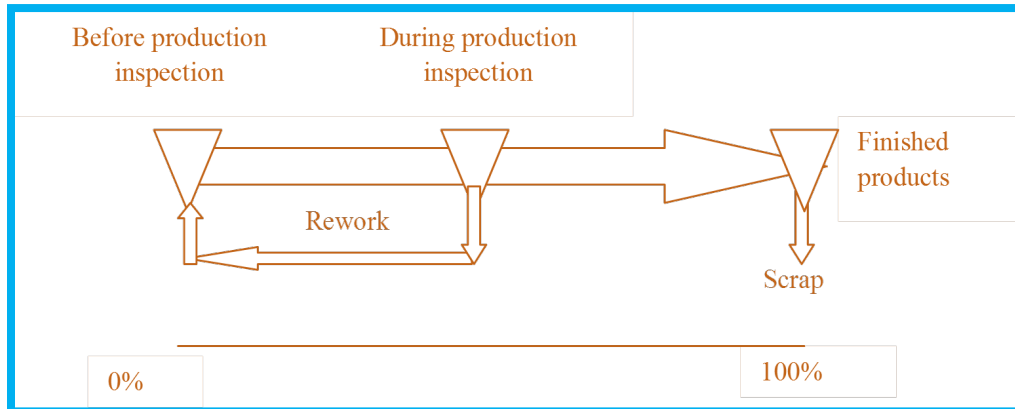 Before production
inspection
During production
inspection
Finished
products
Rework
Scrap
0%
100%